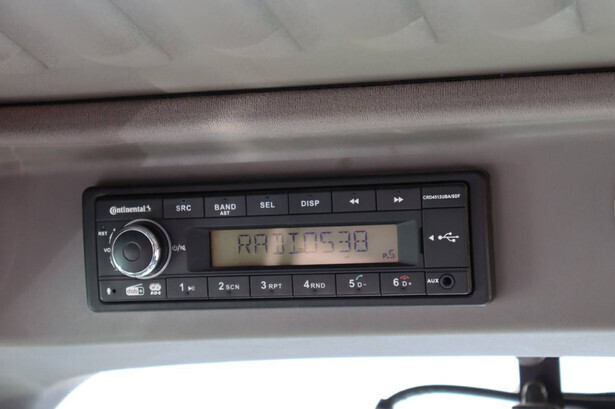 Continental
SRC
BAND
AST
SEL
DISP
CRD4512UBA/SDF
RST
VOL
RADIO538
P.5
1
2 SCN
3 RPT
4 RND
5 D-
6 D+
AUX